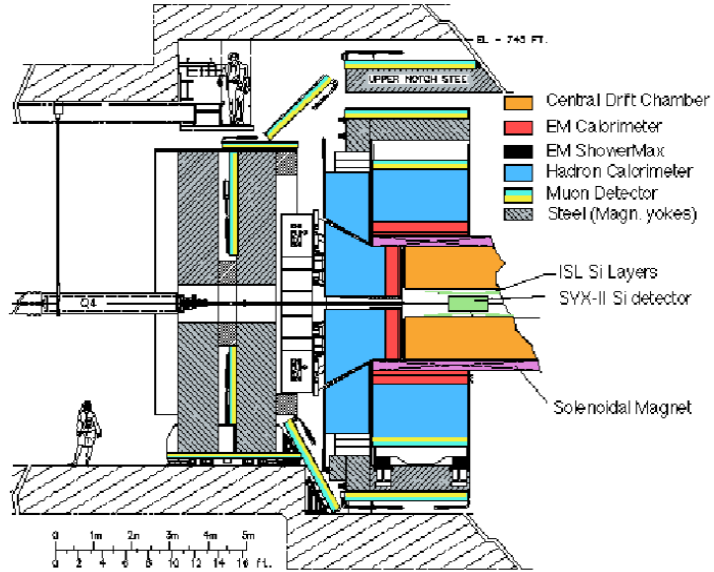 EL - 743 FT.
UPPER NOTCH STEEL
Central Drift Chamber
EM Calorimeter
EM ShowerMax
Hadron Calorimeter
Muon Detector
Steel (Magn. yokes)
ISL Si Layers
SVX-II Si detector
Q4
Solenoidal Magnet
0 1m 2m 3m 4m 5m
0 2 4 6 8 10 12 14 16 ft.